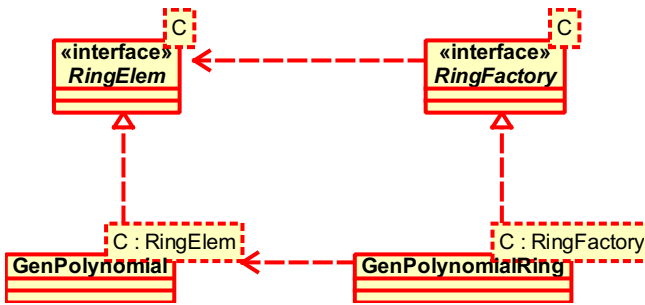 C
«interface»
RingElem
C
«interface»
RingFactory
C : RingElem
GenPolynomial
C : RingFactory
GenPolynomialRing